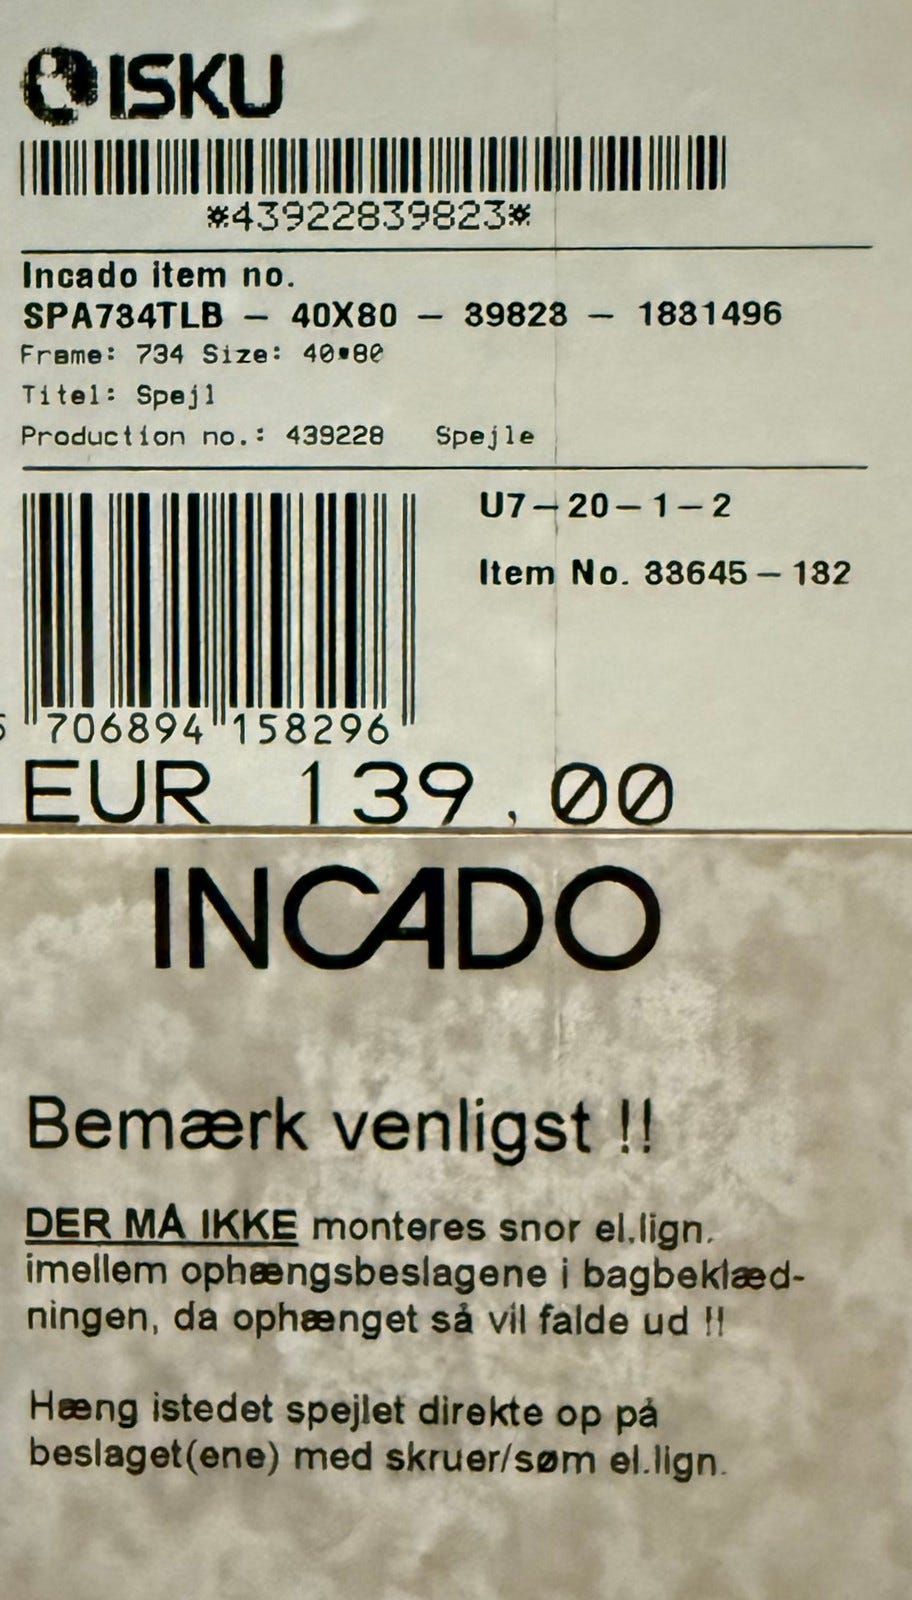 ISKU
*43922839823*
Incado item no.
SPA734TLB – 40X80 – 39823 – 1831496
Frame: 734 Size: 40*80
Titel: Spejl
Production no.: 439228 Spejle
U7–20–1–2
Item No. 33645–132
5 706894 158296
EUR 139.00
INCADO
Bemærk venligst !!
DER MÅ IKKE monteres snor el.lign.
imellem ophængsbeslagene i bagbeklæd-
ningen, da ophænget så vil falde ud !!
Hæng istedet spejlet direkte op på
beslaget(ene) med skruer/søm el.lign.